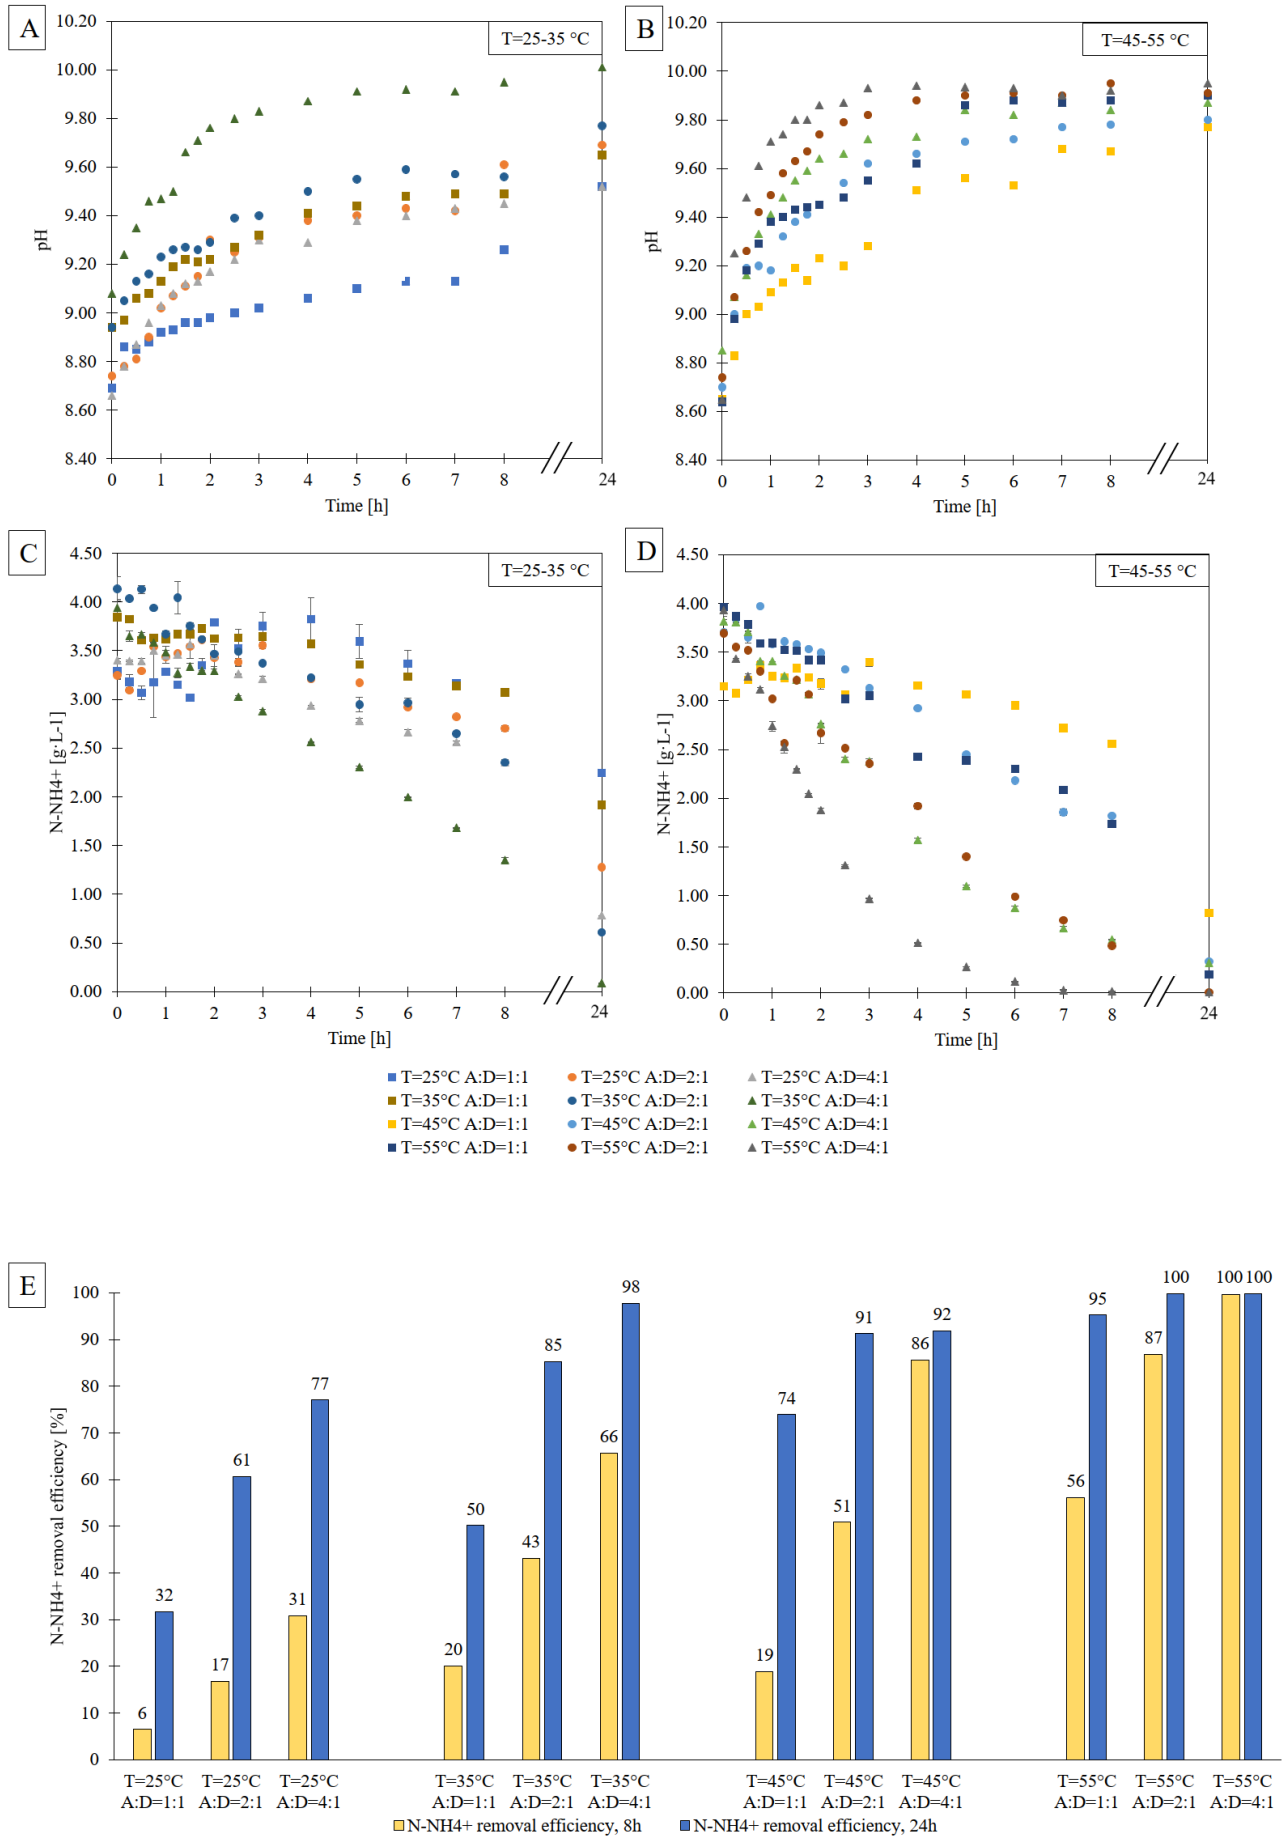 A
T=25-35 °C
10.20
10.00
9.80
9.60
9.40
9.20
9.00
8.80
8.60
8.40
pH
0 1 2 3 4 5 6 7 8 24
Time [h]
B
T=45-55 °C
10.20
10.00
9.80
9.60
9.40
9.20
9.00
8.80
8.60
8.40
pH
0 1 2 3 4 5 6 7 8 24
Time [h]
C
T=25-35 °C
4.50
4.00
3.50
3.00
2.50
2.00
1.50
1.00
0.50
0.00
N-NH4+ [g·L-1]
0 1 2 3 4 5 6 7 8 24
Time [h]
D
T=45-55 °C
4.50
4.00
3.50
3.00
2.50
2.00
1.50
1.00
0.50
0.00
N-NH4+ [g·L-1]
0 1 2 3 4 5 6 7 8 24
Time [h]
T=25°C A:D=1:1 T=25°C A:D=2:1 T=25°C A:D=4:1
T=35°C A:D=1:1 T=35°C A:D=2:1 T=35°C A:D=4:1
T=45°C A:D=1:1 T=45°C A:D=2:1 T=45°C A:D=4:1
T=55°C A:D=1:1 T=55°C A:D=2:1 T=55°C A:D=4:1
E
100
90
80
70
60
50
40
30
20
10
0
N-NH4+ removal efficiency [%]
6 32 17 61 31 77 20 50 43 85 66 98 19 74 51 91 86 92 56 95 87 100 100 100
T=25°C T=25°C T=25°C T=35°C T=35°C T=35°C T=45°C T=45°C T=45°C T=55°C T=55°C T=55°C
A:D=1:1 A:D=2:1 A:D=4:1 A:D=1:1 A:D=2:1 A:D=4:1 A:D=1:1 A:D=2:1 A:D=4:1 A:D=1:1 A:D=2:1 A:D=4:1
N-NH4+ removal efficiency, 8h N-NH4+ removal efficiency, 24h